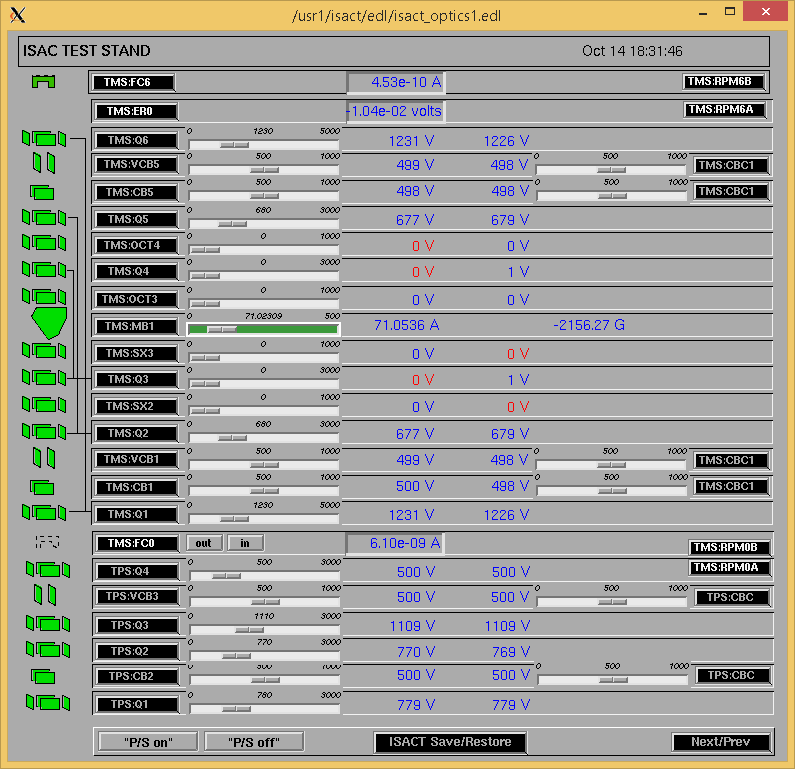 /usr1/isact/edl/isact_optics1.edl
ISAC TEST STAND Oct 14 18:31:46
TMS:FC6 4.53e-10 A TMS:RPM6B
TMS:ER0 -1.04e-02 volts TMS:RPM6A
TMS:Q6 0 1230 5000 1231 V 1226 V
TMS:VCB5 0 500 1000 499 V 498 V 0 500 1000 TMS:CBC1
TMS:CB5 0 500 1000 498 V 498 V 0 500 1000 TMS:CBC1
TMS:Q5 0 680 3000 677 V 679 V
TMS:OCT4 0 0 1000 0 V 0 V
TMS:Q4 0 0 3000 0 V 1 V
TMS:OCT3 0 0 1000 0 V 0 V
TMS:MB1 0 71.02309 500 71.0536 A -2156.27 G
TMS:SX3 0 0 1000 0 V 0 V
TMS:Q3 0 0 3000 0 V 1 V
TMS:SX2 0 0 1000 0 V 0 V
TMS:Q2 0 680 3000 677 V 679 V
TMS:VCB1 0 500 1000 499 V 498 V 0 500 1000 TMS:CBC1
TMS:CB1 0 500 1000 500 V 498 V 0 500 1000 TMS:CBC1
TMS:Q1 0 1230 5000 1231 V 1226 V
TMS:FC0 out in 6.10e-09 A TMS:RPM0B
TPS:Q4 0 500 3000 500 V 500 V TMS:RPM0A
TPS:VCB3 0 500 1000 500 V 500 V 0 500 1000 TPS:CBC
TPS:Q3 0 1110 3000 1109 V 1109 V
TPS:Q2 0 770 3000 770 V 769 V
TPS:CB2 0 500 1000 500 V 500 V 0 500 1000 TPS:CBC
TPS:Q1 0 780 3000 779 V 779 V
"P/S on" "P/S off" ISACT Save/Restore Next/Prev